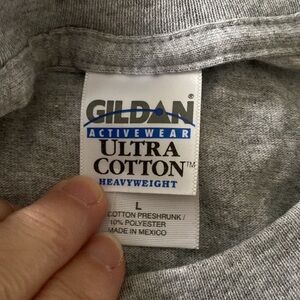 GILDAN®
ACTIVEWEAR
ULTRA
COTTON™
HEAVYWEIGHT
L
COTTON PRESHRUNK /
10% POLYESTER
MADE IN MEXICO